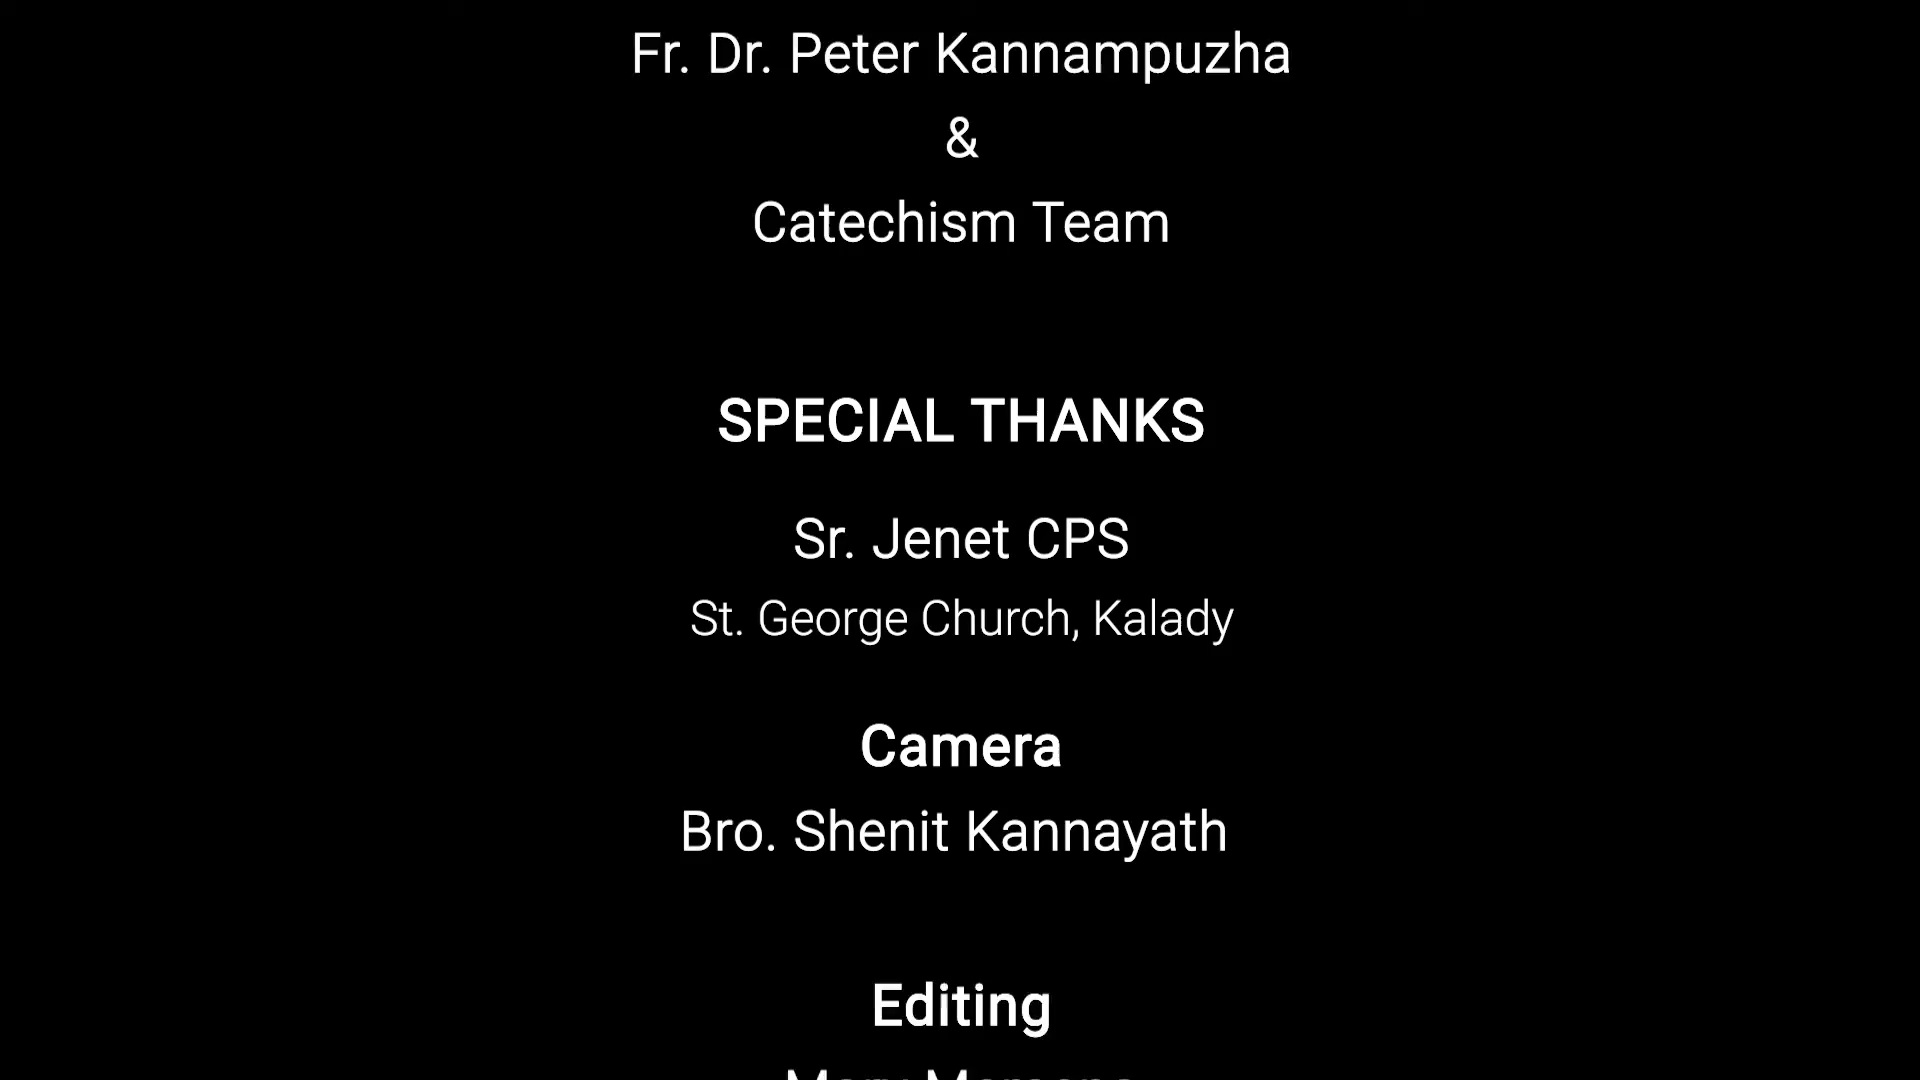 Fr. Dr. Peter Kannampuzha
&
Catechism Team
SPECIAL THANKS
Sr. Jenet CPS
St. George Church, Kalady
Camera
Bro. Shenit Kannayath
Editing